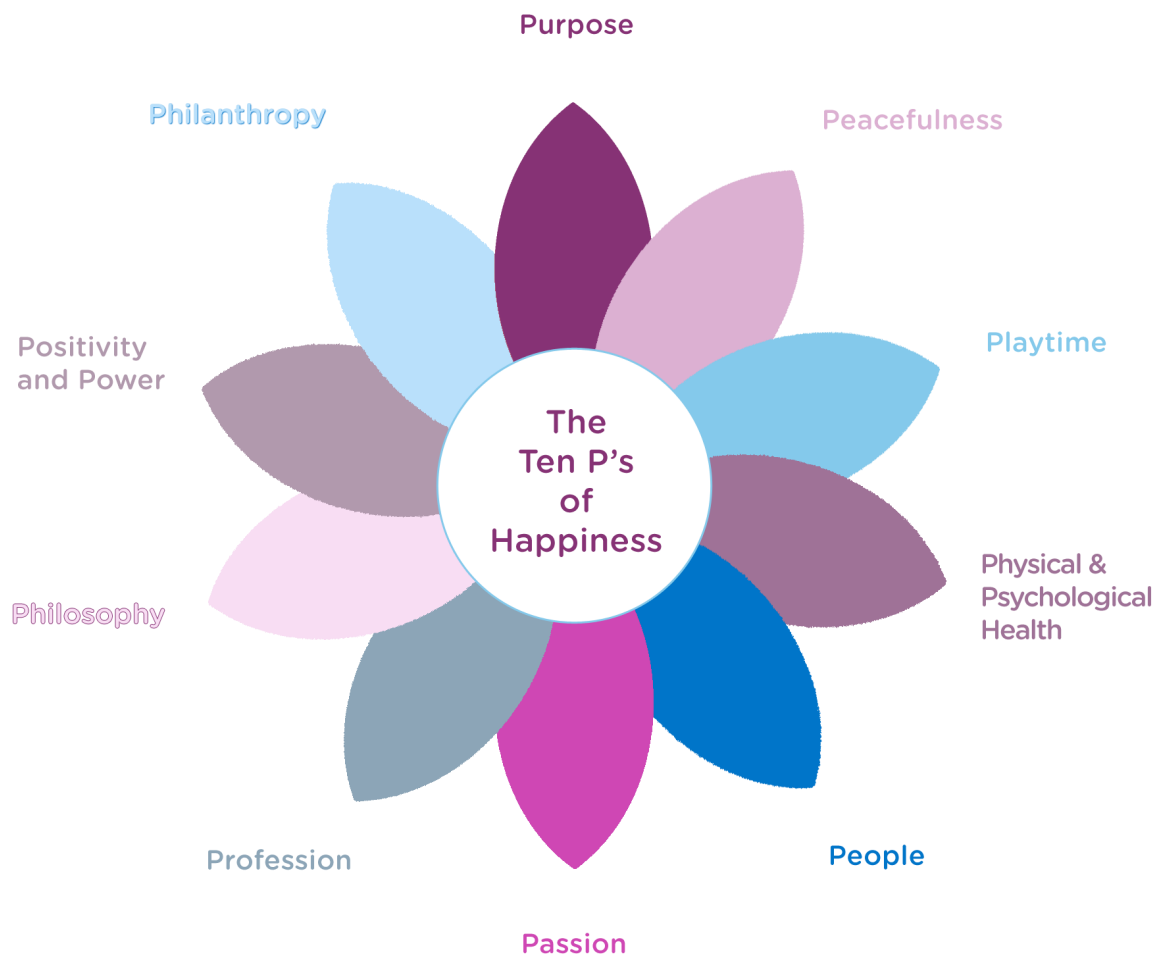 Purpose
Philanthropy
Peacefulness
Playtime
Positivity
and Power
The
Ten P’s
of
Happiness
Physical &
Psychological
Health
Philosophy
People
Profession
Passion